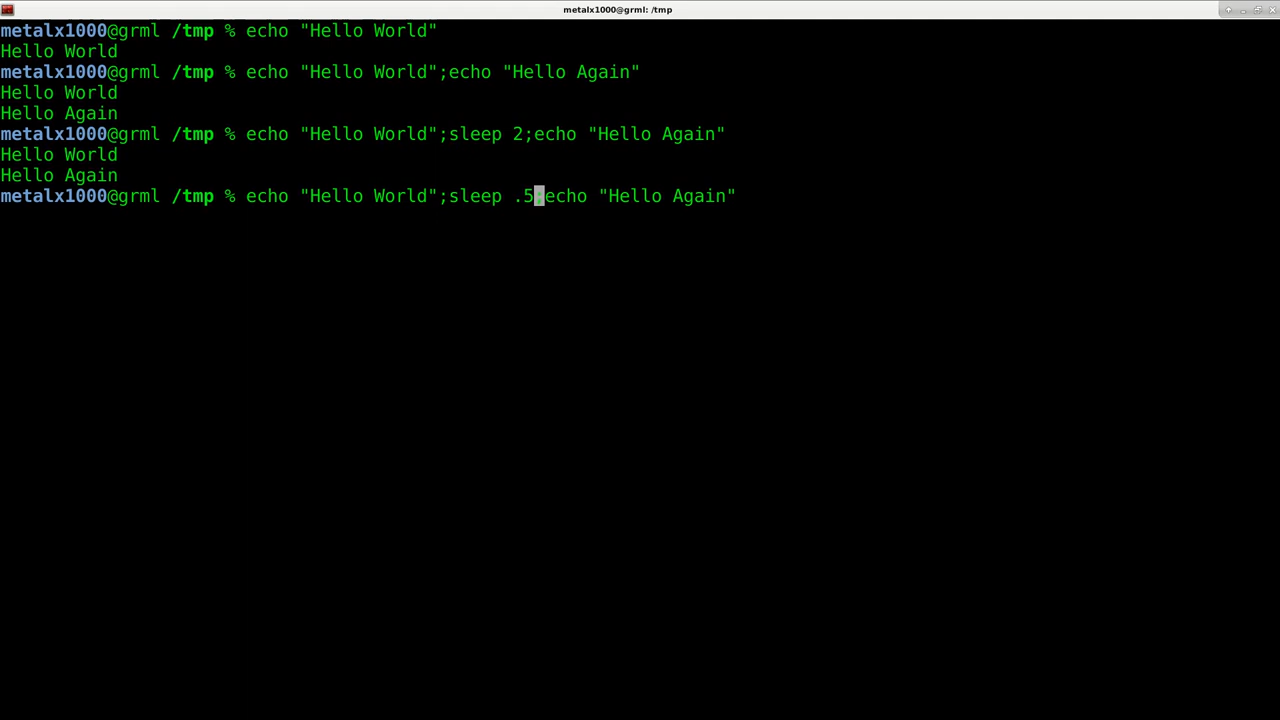 metalx1000@grml: /tmp
metalx1000@grml /tmp % echo "Hello World"
Hello World
metalx1000@grml /tmp % echo "Hello World";echo "Hello Again"
Hello World
Hello Again
metalx1000@grml /tmp % echo "Hello World";sleep 2;echo "Hello Again"
Hello World
Hello Again
metalx1000@grml /tmp % echo "Hello World";sleep .5;echo "Hello Again"